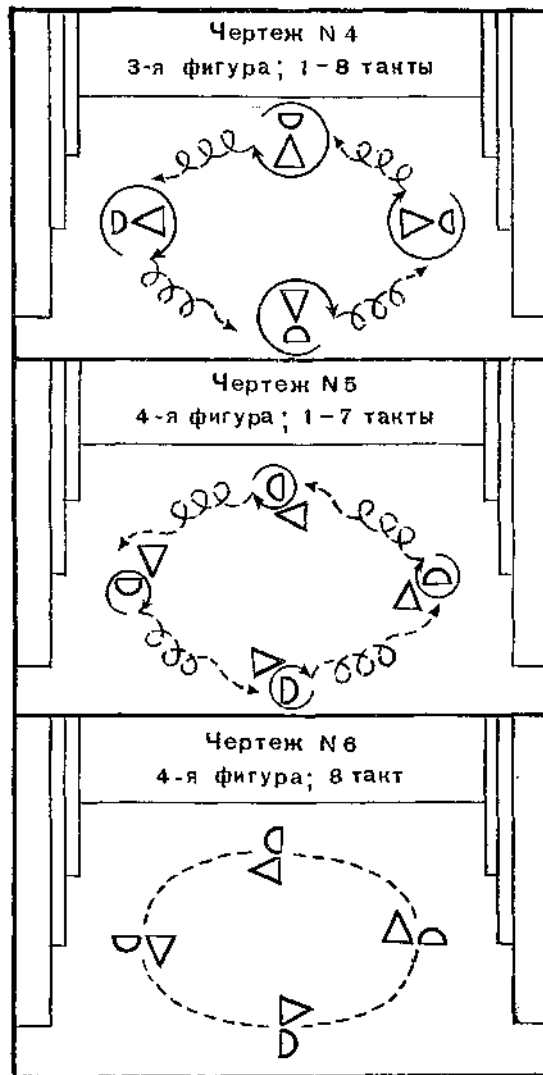 Чертеж N 4
3-я фигура; 1-8 такты
Чертеж N 5
4-я фигура; 1-7 такты
Чертеж N 6
4-я фигура; 8 такт